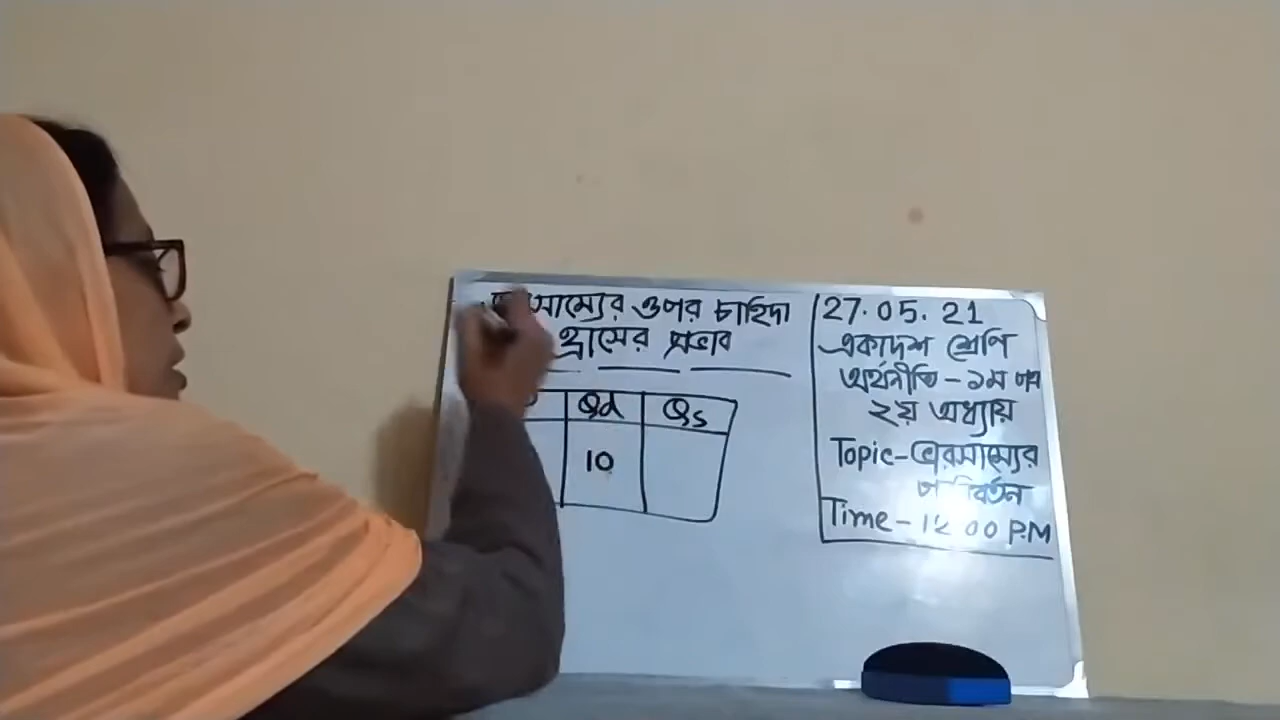 সাম্যের ওপর চাহিদা
হ্রাসের প্রভাব
Qd Qs
10
27.05.21
একাদশ শ্রেণি
অর্থনীতি - ১ম পত্র
২য় অধ্যায়
Topic - ভারসাম্যের
পরিবর্তন
Time - 12 00 P.M